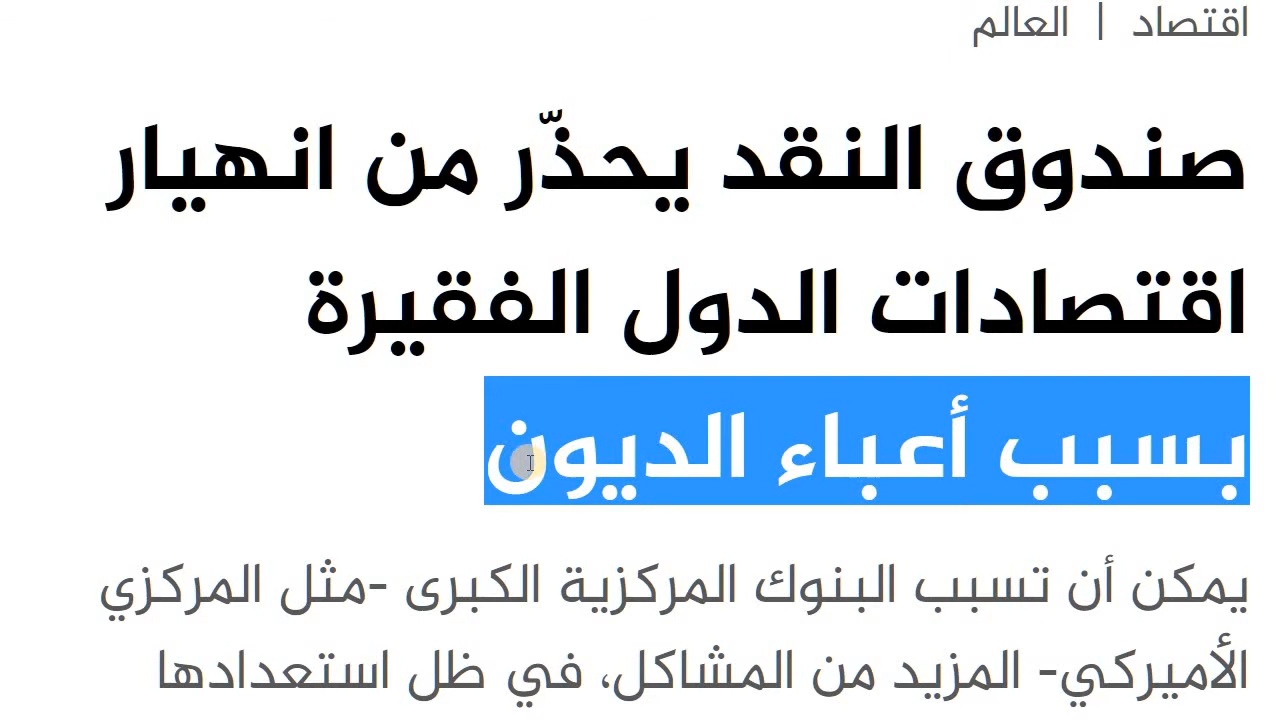 اقتصاد | العالم
صندوق النقد يحذّر من انهيار
اقتصادات الدول الفقيرة
بسبب أعباء الديون
يمكن أن تسبب البنوك المركزية الكبرى -مثل المركزي
الأميركي- المزيد من المشاكل، في ظل استعدادها